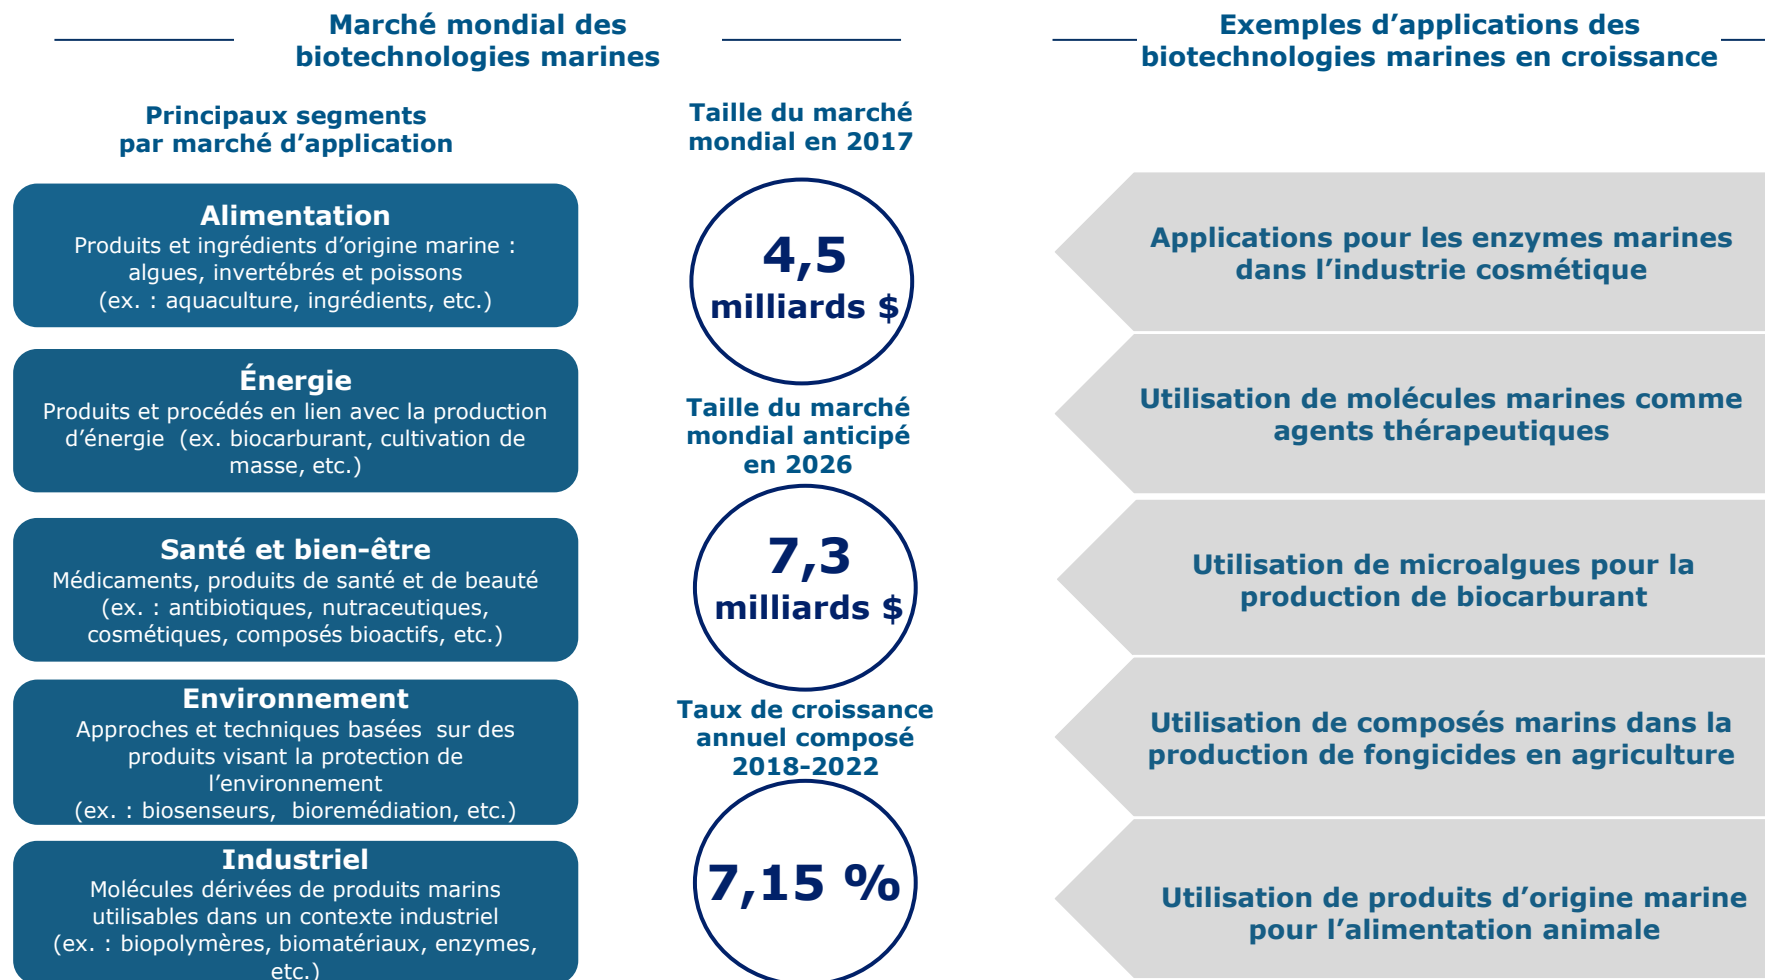 Marché mondial des
biotechnologies marines
Principaux segments
par marché d’application
Alimentation
Produits et ingrédients d’origine marine :
algues, invertébrés et poissons
(ex. : aquaculture, ingrédients, etc.)
Énergie
Produits et procédés en lien avec la production
d’énergie  (ex. biocarburant, cultivation de
masse, etc.)
Santé et bien-être
Médicaments, produits de santé et de beauté
(ex. : antibiotiques, nutraceutiques,
cosmétiques, composés bioactifs, etc.)
Environnement
Approches et techniques basées  sur des
produits visant la protection de
l’environnement
(ex. : biosenseurs,  bioremédiation, etc.)
Industriel
Molécules dérivées de produits marins
utilisables dans un contexte industriel
(ex. : biopolymères, biomatériaux, enzymes,
etc.)
Taille du marché
mondial en 2017
4,5
milliards $
Taille du marché
mondial anticipé
en 2026
7,3
milliards $
Taux de croissance
annuel composé
2018-2022
7,15 %
Exemples d’applications des
biotechnologies marines en croissance
Applications pour les enzymes marines
dans l’industrie cosmétique
Utilisation de molécules marines comme
agents thérapeutiques
Utilisation de microalgues pour la
production de biocarburant
Utilisation de composés marins dans la
production de fongicides en agriculture
Utilisation de produits d’origine marine
pour l’alimentation animale